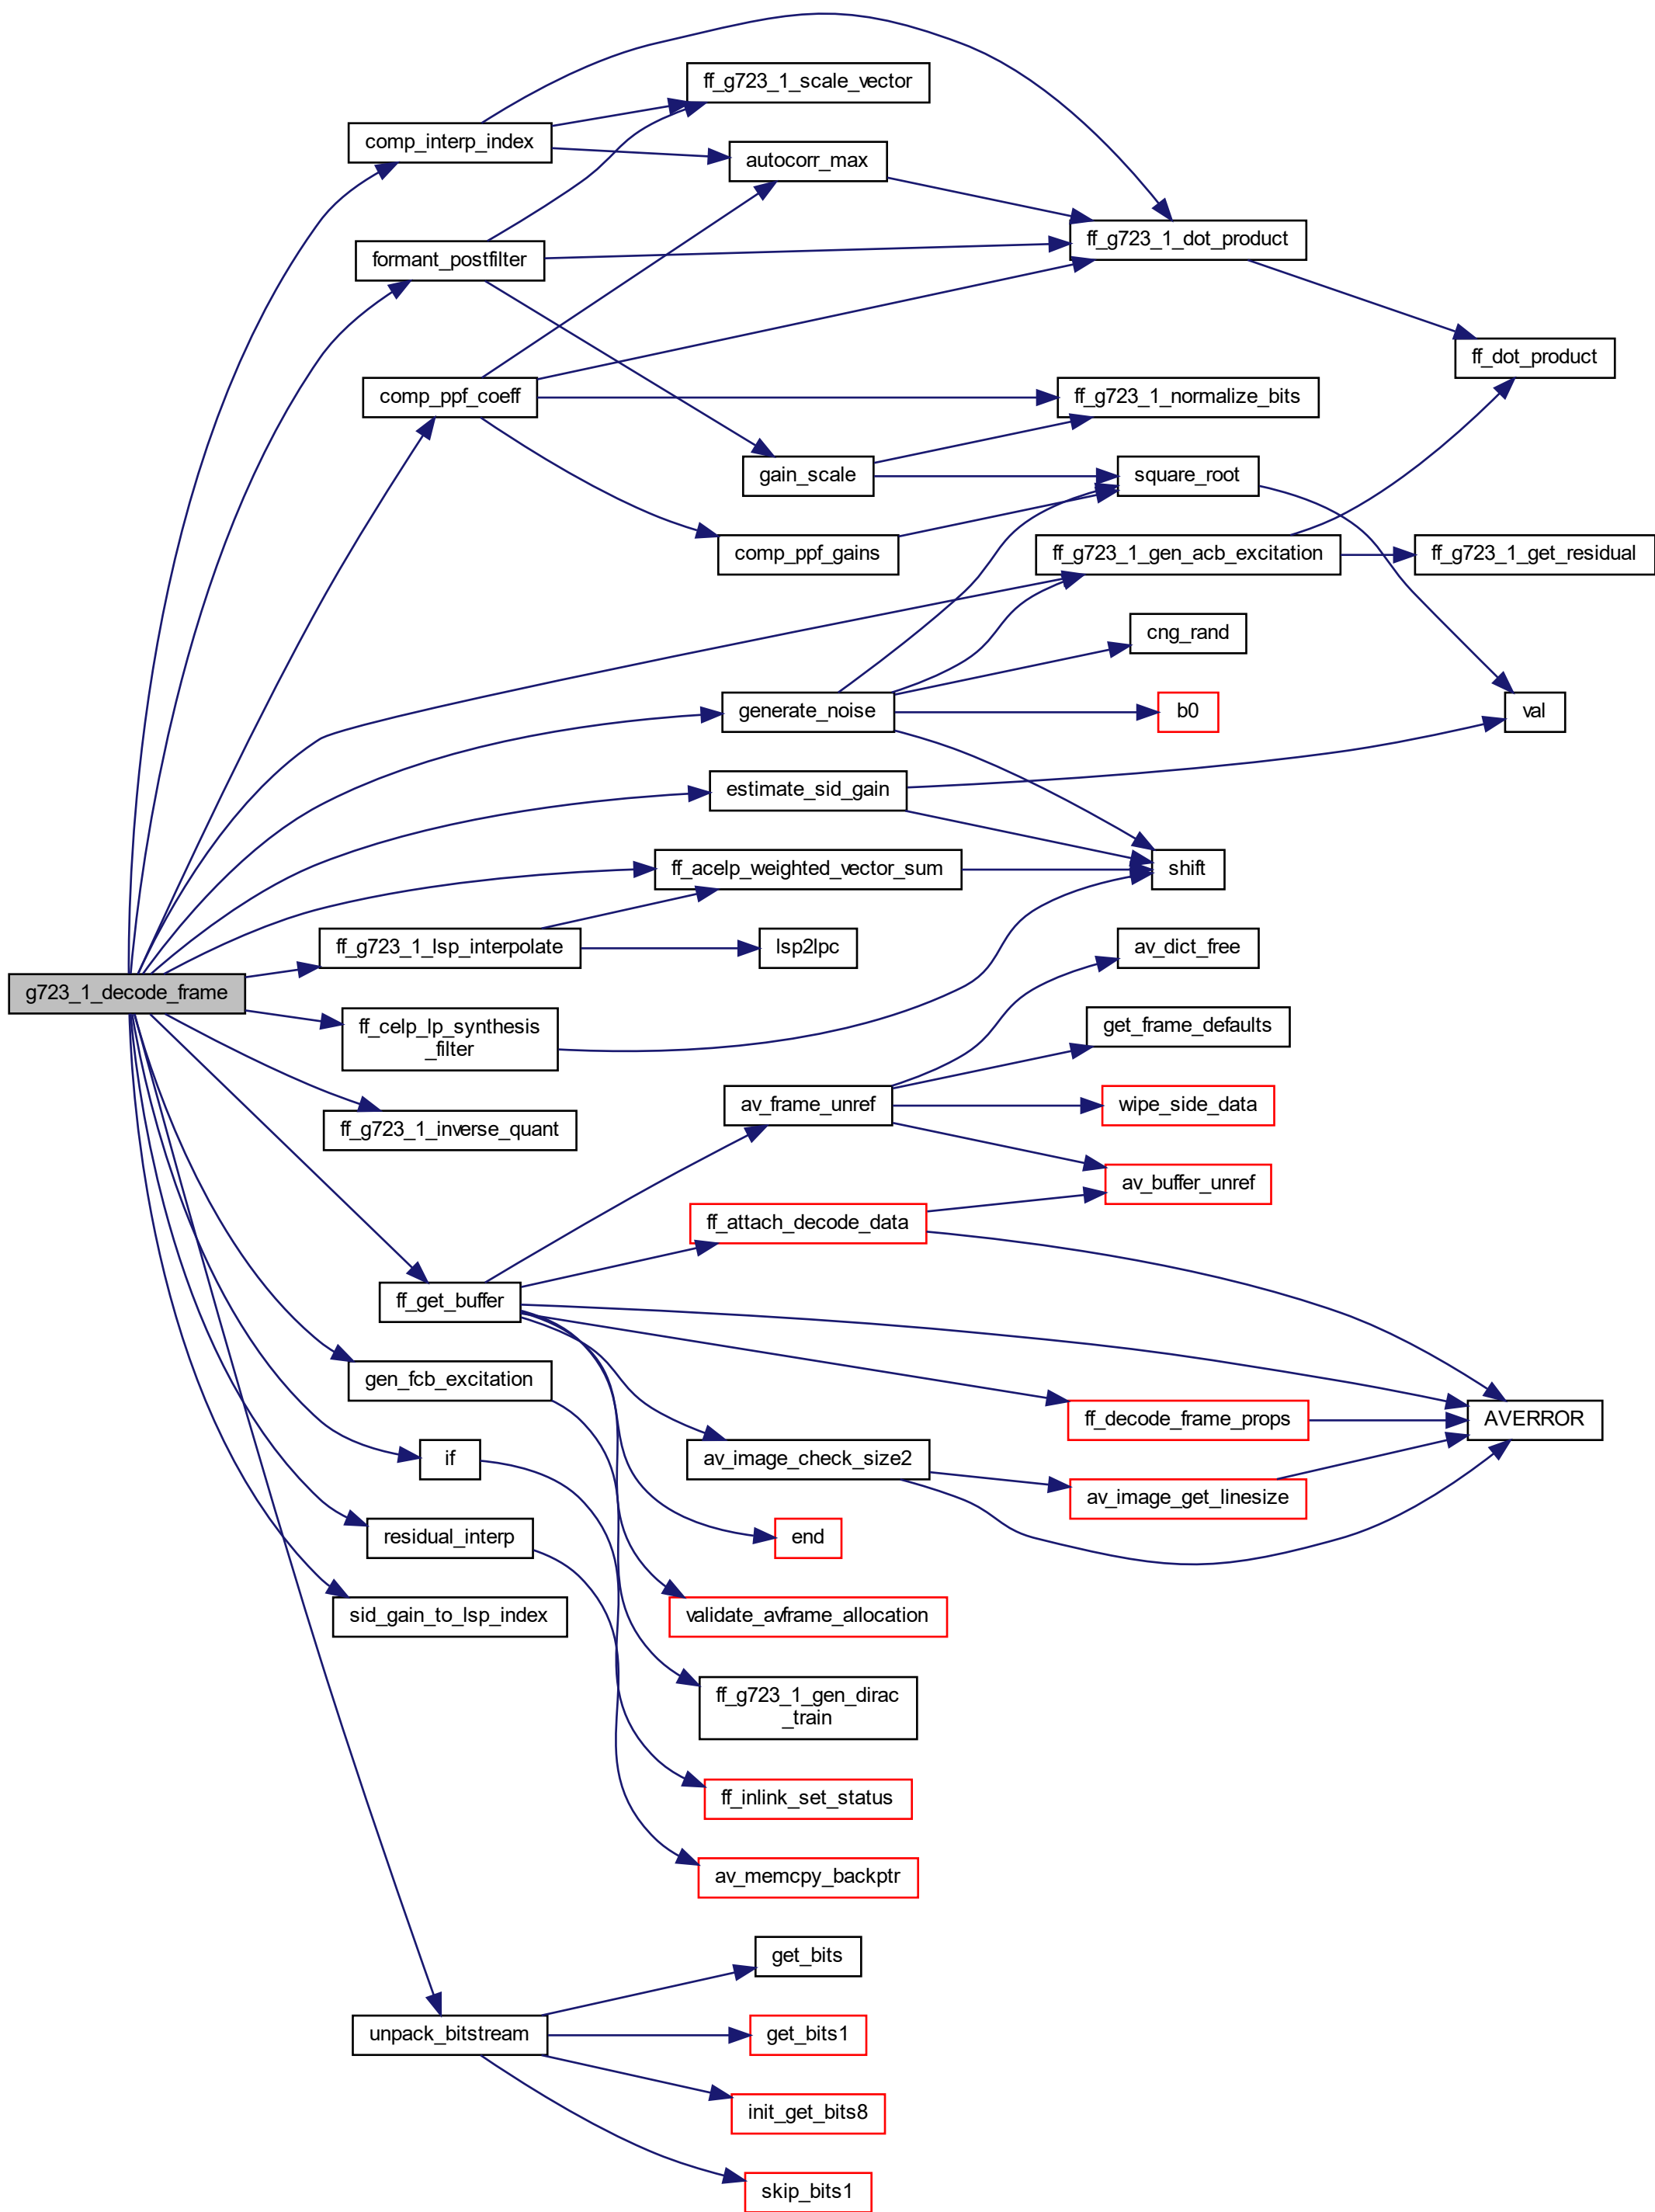 ff_g723_1_scale_vector
comp_interp_index
autocorr_max
ff_g723_1_dot_product
formant_postfilter
ff_dot_product
comp_ppf_coeff
ff_g723_1_normalize_bits
gain_scale
square_root
comp_ppf_gains
ff_g723_1_gen_acb_excitation
ff_g723_1_get_residual
cng_rand
generate_noise
b0
val
estimate_sid_gain
ff_acelp_weighted_vector_sum
shift
ff_g723_1_lsp_interpolate
lsp2lpc
av_dict_free
g723_1_decode_frame
ff_celp_lp_synthesis
_filter
get_frame_defaults
av_frame_unref
wipe_side_data
ff_g723_1_inverse_quant
av_buffer_unref
ff_attach_decode_data
ff_get_buffer
gen_fcb_excitation
ff_decode_frame_props
AVERROR
if
av_image_check_size2
av_image_get_linesize
residual_interp
end
sid_gain_to_lsp_index
validate_avframe_allocation
ff_g723_1_gen_dirac
_train
ff_inlink_set_status
av_memcpy_backptr
get_bits
unpack_bitstream
get_bits1
init_get_bits8
skip_bits1